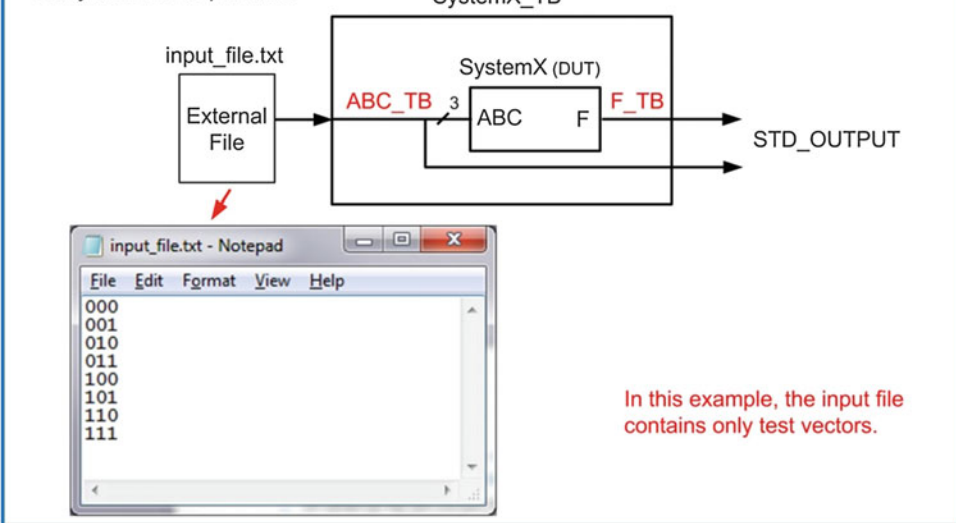 SystemX_TB
input_file.txt
SystemX (DUT)
External
File
ABC_TB
3
ABC
F
F_TB
STD_OUTPUT
input_file.txt - Notepad
File Edit Format View Help
000
001
010
011
100
101
110
111
In this example, the input file
contains only test vectors.